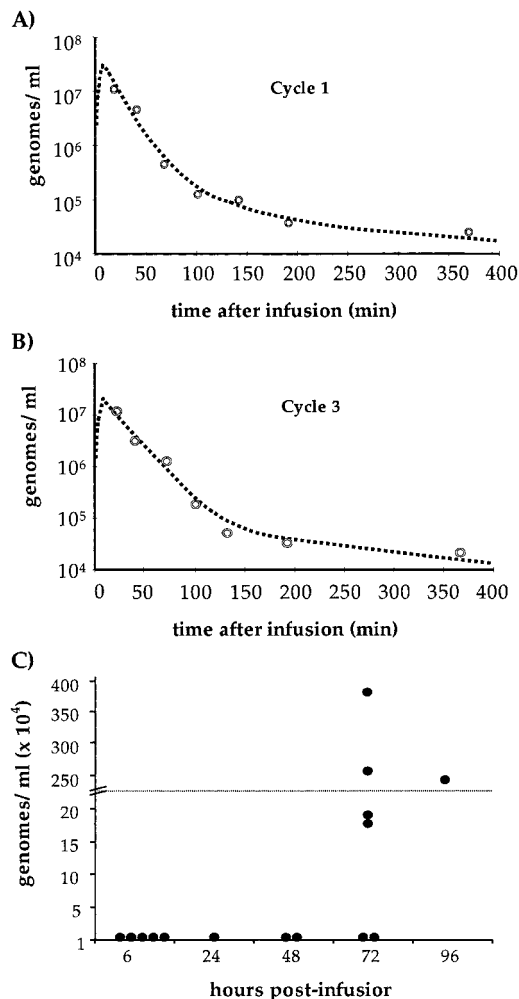 A)
10⁸
10⁷
10⁶
10⁵
10⁴
genomes/ ml
Cycle 1
0 50 100 150 200 250 300 350 400
time after infusion (min)
B)
10⁸
10⁷
10⁶
10⁵
10⁴
genomes/ ml
Cycle 3
0 50 100 150 200 250 300 350 400
time after infusion (min)
C)
400
350
300
250
20
15
10
5
1
genomes/ ml (x 10⁴)
6 24 48 72 96
hours post-infusior